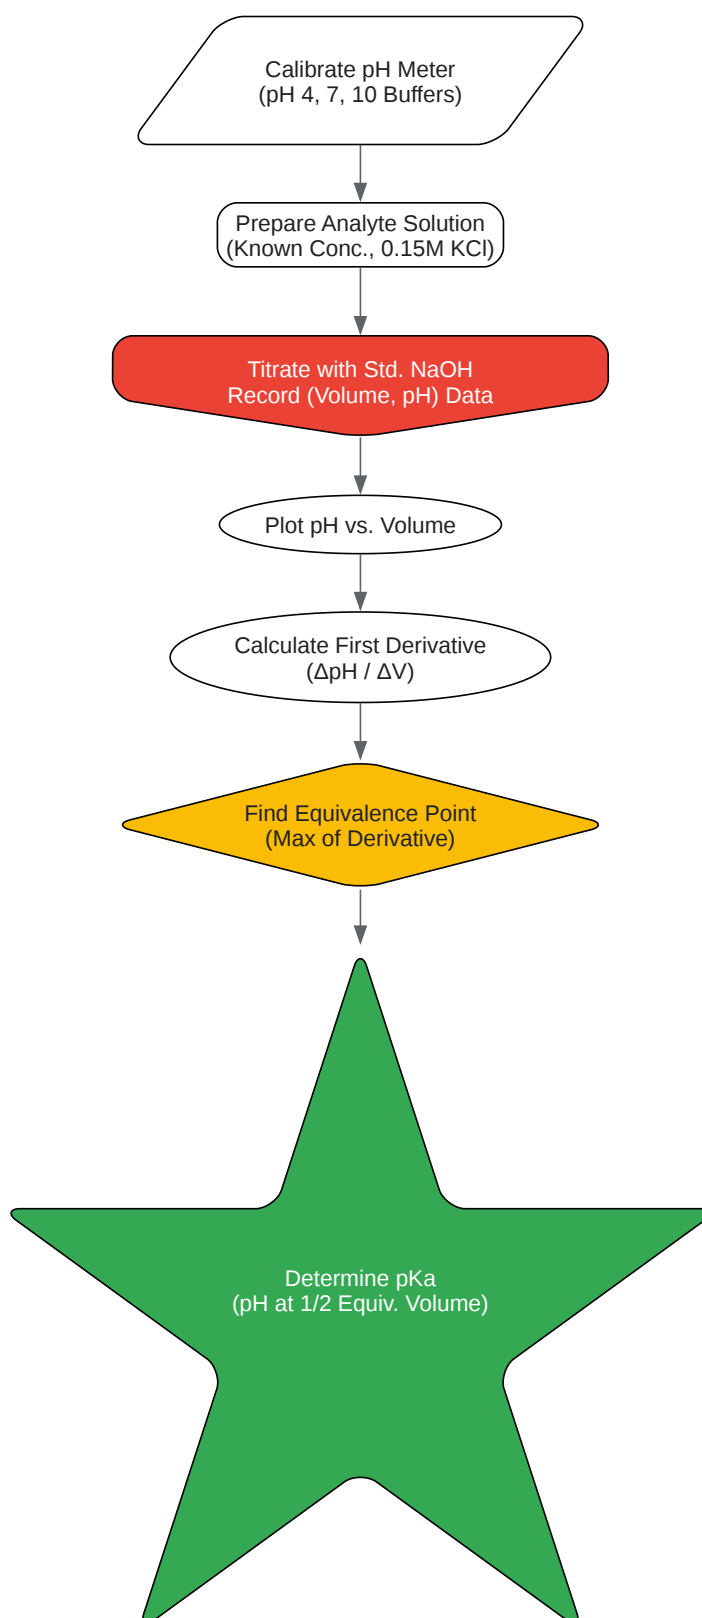 Calibrate pH Meter
(pH 4, 7, 10 Buffers)
Prepare Analyte Solution
(Known Conc., 0.15M KCl)
Titrate with Std. NaOH
Record (Volume, pH) Data
Plot pH vs. Volume
Calculate First Derivative
(ΔpH / ΔV)
Find Equivalence Point
(Max of Derivative)
Determine pKa
(pH at 1/2 Equiv. Volume)